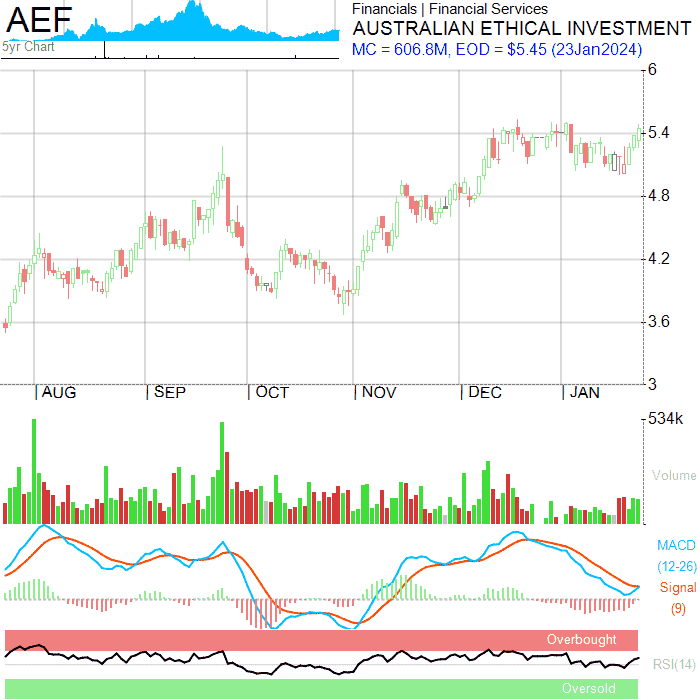 AEF
5yr Chart
Financials | Financial Services
AUSTRALIAN ETHICAL INVESTMENT
MC = 606.8M, EOD = $5.45 (23Jan2024)
6
5.4
4.8
4.2
3.6
3
AUG
SEP
OCT
NOV
DEC
JAN
534k
Volume
MACD
(12-26)
Signal
(9)
Overbought
RSI(14)
Oversold